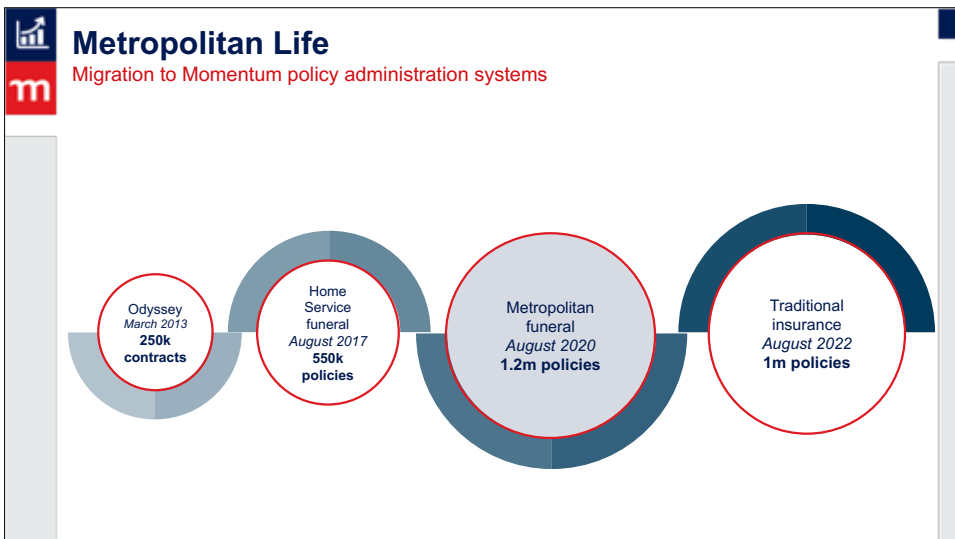 Metropolitan Life
Migration to Momentum policy administration systems
m
Odyssey
March 2013
250k
contracts
Home
Service
funeral
August 2017
550k
policies
Metropolitan
funeral
August 2020
1.2m policies
Traditional
insurance
August 2022
1m policies